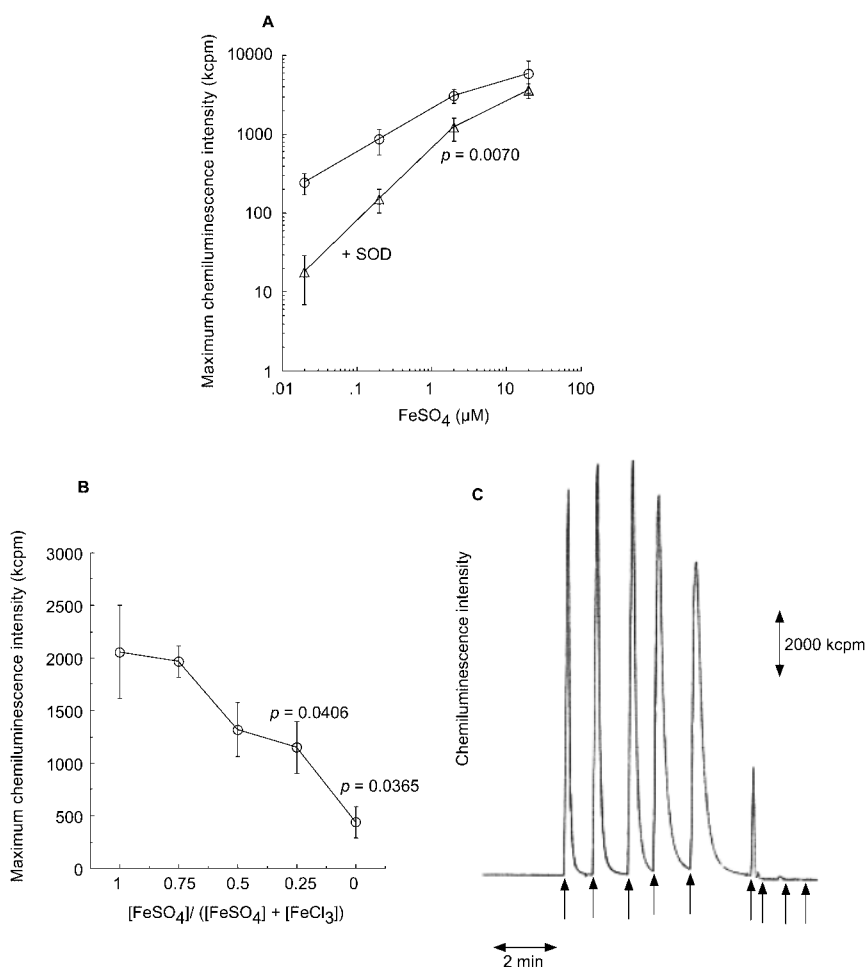 A
Maximum chemiluminescence intensity (kcpm)
10000
1000
100
10
1
p = 0.0070
+ SOD
.01 .1 1 10 100
FeSO4 (µM)
B
Maximum chemiluminescence intensity (kcpm)
3000
2500
2000
1500
1000
500
0
p = 0.0406
p = 0.0365
1 0.75 0.5 0.25 0
[FeSO4]/ ([FeSO4] + [FeCl3])
C
Chemiluminescence intensity
2000 kcpm
2 min